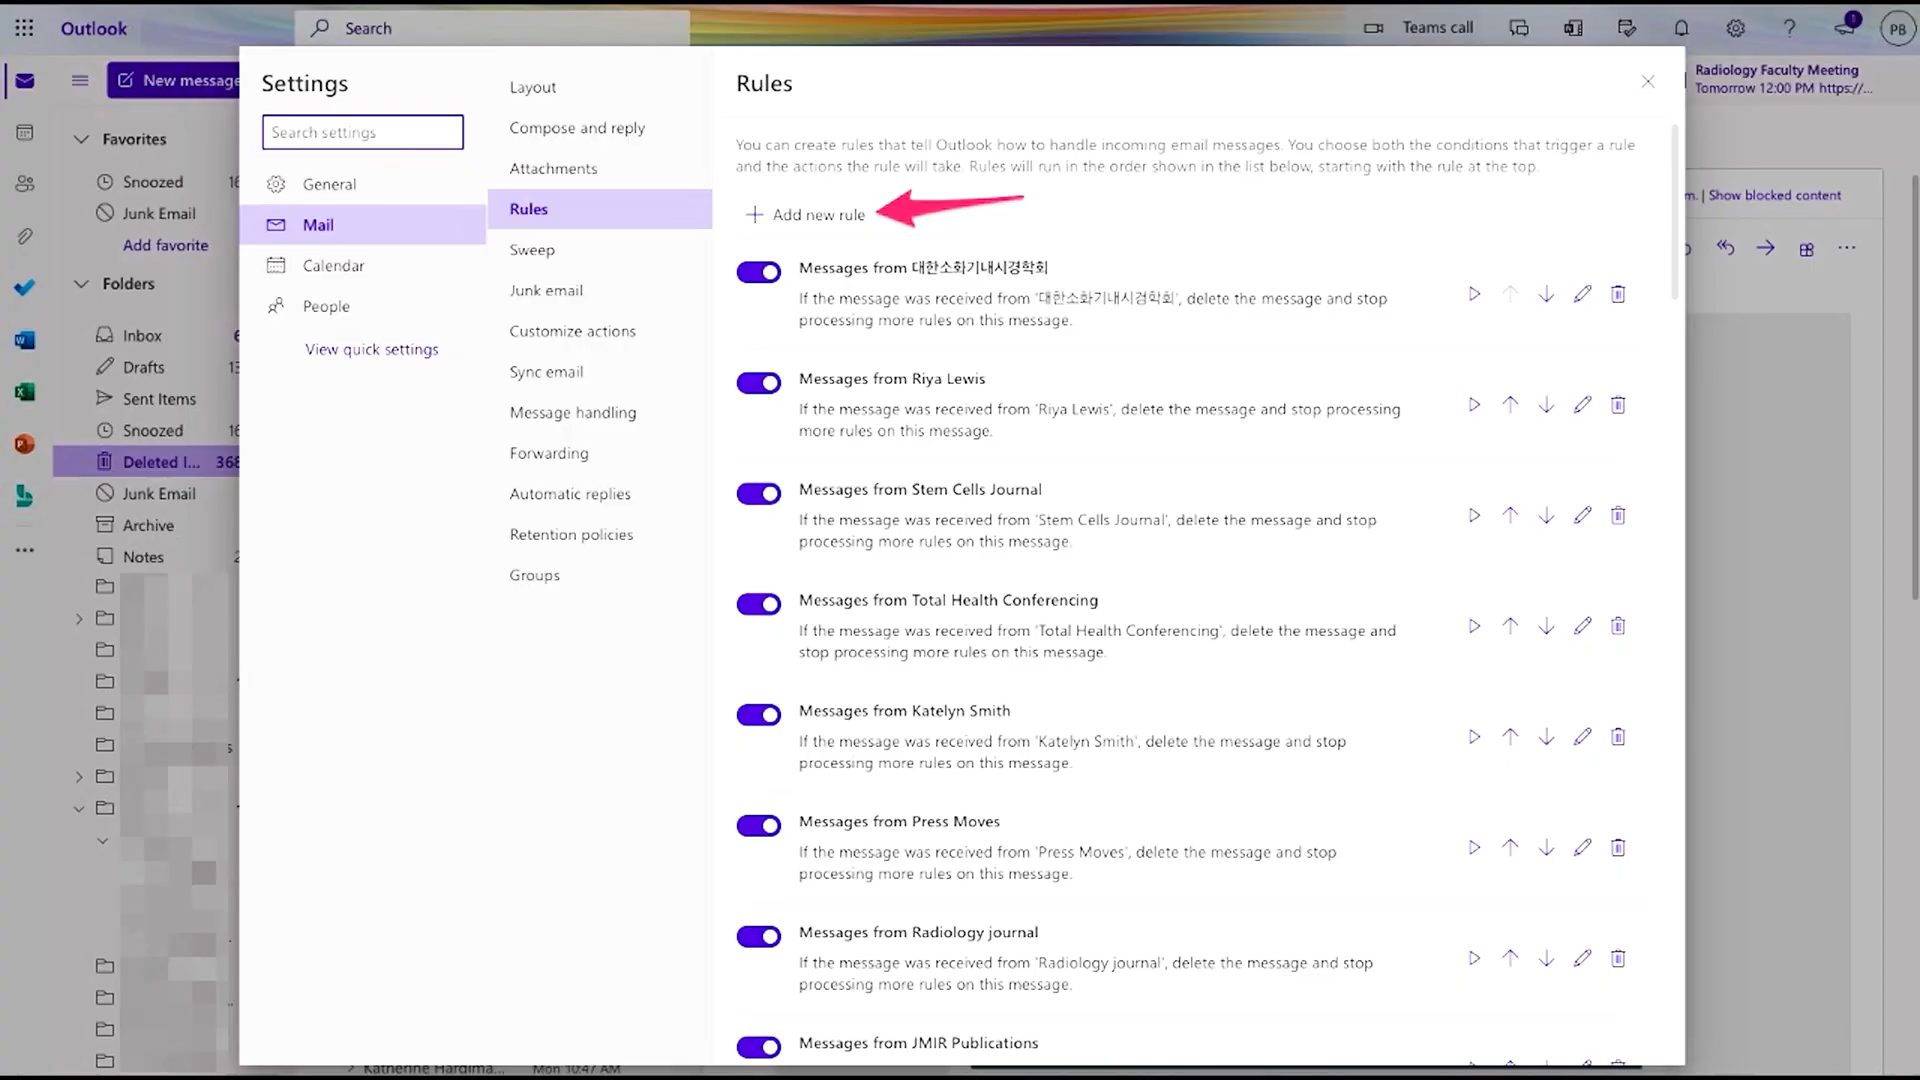 Outlook
Search
Teams call
1
PB
New message
Radiology Faculty Meeting
Tomorrow 12:00 PM https://...
Favorites
Snoozed 16
Junk Email
Add favorite
Folders
Inbox 6
Drafts 13
Sent Items
Snoozed 16
Deleted I... 368
Junk Email
Archive
Notes 2
Settings
Search settings
General
Mail
Calendar
People
View quick settings
Layout
Compose and reply
Attachments
Rules
Sweep
Junk email
Customize actions
Sync email
Message handling
Forwarding
Automatic replies
Retention policies
Groups
Rules
You can create rules that tell Outlook how to handle incoming email messages. You choose both the conditions that trigger a rule
and the actions the rule will take. Rules will run in the order shown in the list below, starting with the rule at the top.
Add new rule
Messages from 대한소화기내시경학회
If the message was received from '대한소화기내시경학회', delete the message and stop
processing more rules on this message.
Messages from Riya Lewis
If the message was received from 'Riya Lewis', delete the message and stop processing
more rules on this message.
Messages from Stem Cells Journal
If the message was received from 'Stem Cells Journal', delete the message and stop
processing more rules on this message.
Messages from Total Health Conferencing
If the message was received from 'Total Health Conferencing', delete the message and
stop processing more rules on this message.
Messages from Katelyn Smith
If the message was received from 'Katelyn Smith', delete the message and stop
processing more rules on this message.
Messages from Press Moves
If the message was received from 'Press Moves', delete the message and stop
processing more rules on this message.
Messages from Radiology journal
If the message was received from 'Radiology journal', delete the message and stop
processing more rules on this message.
Messages from JMIR Publications
m. | Show blocked content
Katherine Hardima... Mon 10:47 AM